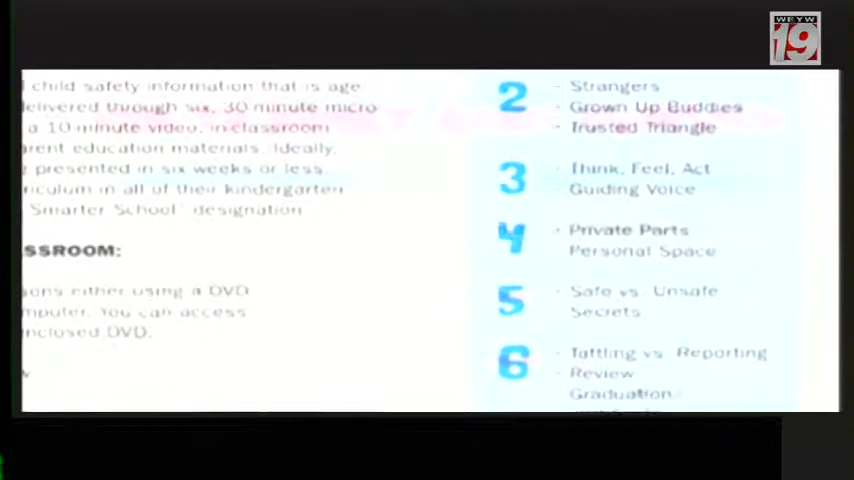 WEYW
19
child safety information that is age
delivered through six, 30-minute micro
a 10-minute video, in-classroom
arent education materials. Ideally,
presented in six weeks or less.
riculum in all of their kindergarten
Smarter School" designation.
SSROOM:
ons either using a DVD
mputer. You can access
nclosed DVD.
2
· Strangers
· Grown Up Buddies
· Trusted Triangle
3
· Think, Feel, Act
· Guiding Voice
4
· Private Parts
Personal Space
5
· Safe vs. Unsafe
Secrets
6
· Tattling vs. Reporting
· Review
Graduation/